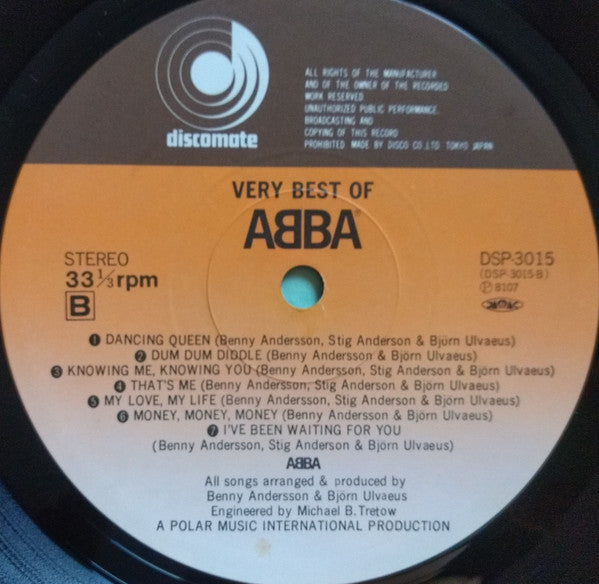 discomate
ALL RIGHTS OF THE MANUFACTURER
AND OF THE OWNER OF THE RECORDED
WORK RESERVED
UNAUTHORIZED PUBLIC PERFORMANCE,
BROADCASTING AND
COPYING OF THIS RECORD
PROHIBITED MADE BY DISCO CO.,LTD. TOKYO JAPAN
VERY BEST OF
ABBA
STEREO
33 1/3 rpm
B
DSP-3015
(DSP-3015-B)
Ⓟ 8107
❶ DANCING QUEEN (Benny Andersson, Stig Anderson & Björn Ulvaeus)
❷ DUM DUM DIDDLE (Benny Andersson & Björn Ulvaeus)
❸ KNOWING ME, KNOWING YOU (Benny Andersson, Stig Anderson & Björn Ulvaeus)
❹ THAT'S ME (Benny Andersson, Stig Anderson & Björn Ulvaeus)
❺ MY LOVE, MY LIFE (Benny Andersson, Stig Anderson & Björn Ulvaeus)
❻ MONEY, MONEY, MONEY (Benny Andersson & Björn Ulvaeus)
❼ I'VE BEEN WAITING FOR YOU
(Benny Andersson, Stig Anderson & Björn Ulvaeus)
ABBA
All songs arranged & produced by
Benny Andersson & Björn Ulvaeus
Engineered by Michael B. Tretow
A POLAR MUSIC INTERNATIONAL PRODUCTION